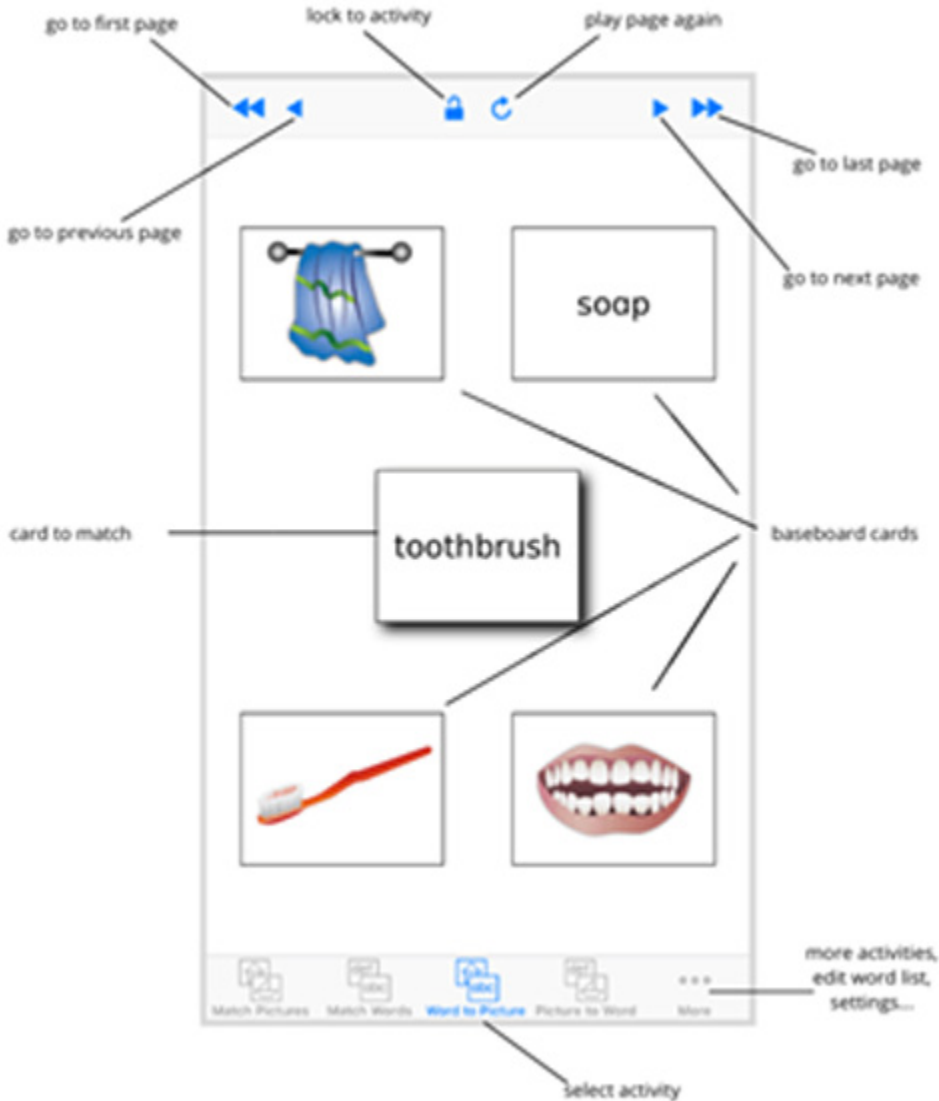 go to first page
lock to activity
play page again
go to last page
go to previous page
go to next page
soap
card to match
toothbrush
baseboard cards
more activities,
edit word list,
settings...
abc
abc
Match Pictures
Match Words
Word to Picture
Picture to Word
More
select activity